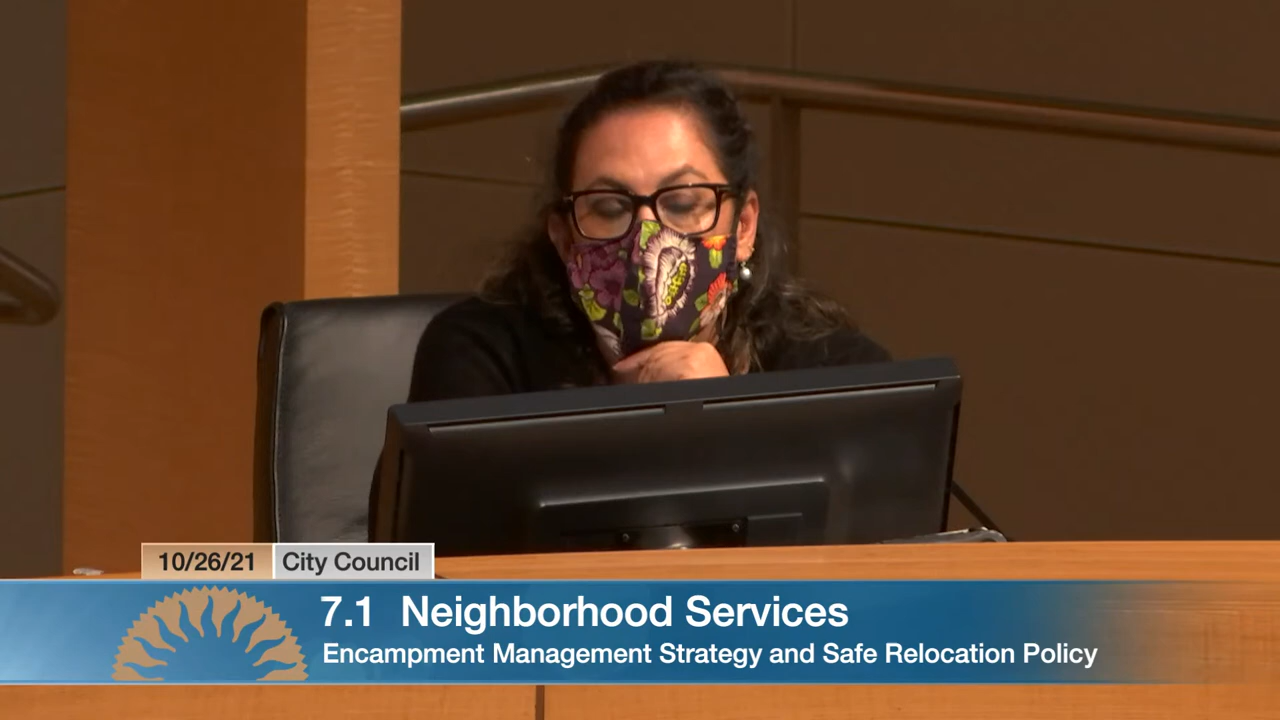 10/26/21 City Council
7.1 Neighborhood Services
Encampment Management Strategy and Safe Relocation Policy